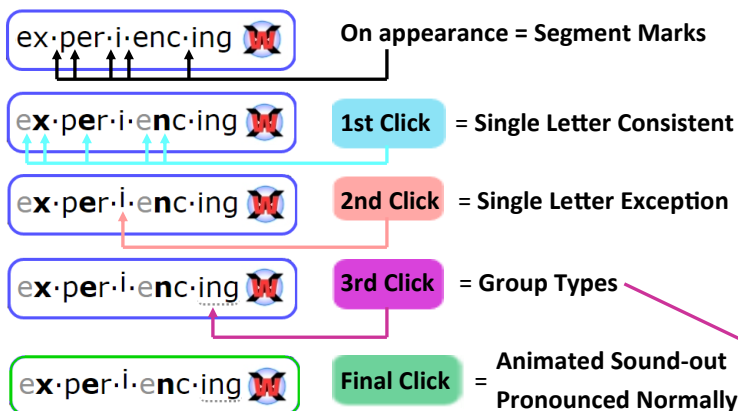 ex·per·i·enc·ing W On appearance = Segment Marks
ex·per·i·enc·ing W 1st Click = Single Letter Consistent
ex·per·i·enc·ing W 2nd Click = Single Letter Exception
ex·per·i·enc·ing W 3rd Click = Group Types
ex·per·i·enc·ing W Final Click = Animated Sound-out
Pronounced Normally